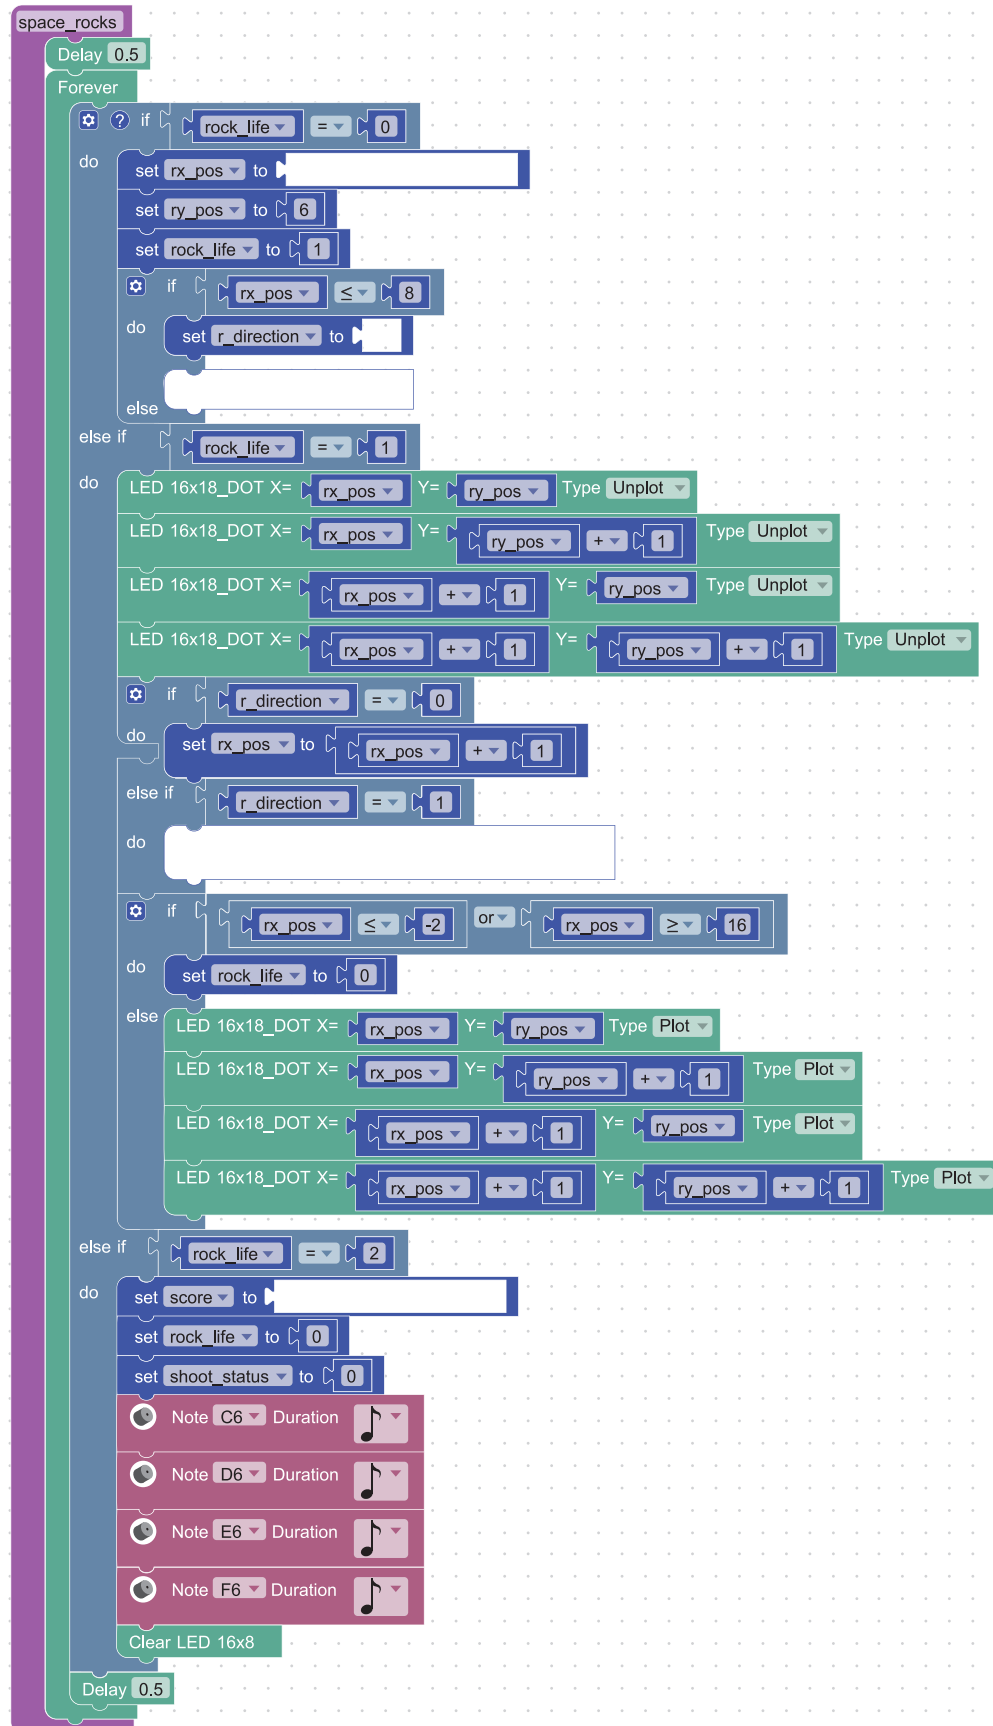 space_rocks
Delay 0.5
Forever
? if rock_life = 0
do
set rx_pos to
set ry_pos to 6
set rock_life to 1
if rx_pos ≤ 8
do set r_direction to
else
else if rock_life = 1
do LED 16x18_DOT X= rx_pos Y= ry_pos Type Unplot
LED 16x18_DOT X= rx_pos Y= ry_pos + 1 Type Unplot
LED 16x18_DOT X= rx_pos + 1 Y= ry_pos Type Unplot
LED 16x18_DOT X= rx_pos + 1 Y= ry_pos + 1 Type Unplot
if r_direction = 0
do set rx_pos to rx_pos + 1
else if r_direction = 1
do
if rx_pos ≤ -2 or rx_pos ≥ 16
do set rock_life to 0
else LED 16x18_DOT X= rx_pos Y= ry_pos Type Plot
LED 16x18_DOT X= rx_pos Y= ry_pos + 1 Type Plot
LED 16x18_DOT X= rx_pos + 1 Y= ry_pos Type Plot
LED 16x18_DOT X= rx_pos + 1 Y= ry_pos + 1 Type Plot
else if rock_life = 2
do set score to
set rock_life to 0
set shoot_status to 0
Note C6 Duration
Note D6 Duration
Note E6 Duration
Note F6 Duration
Clear LED 16x8
Delay 0.5